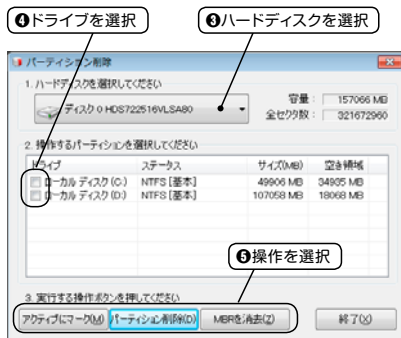 ❹ドライブを選択
❸ハードディスクを選択
パーティション削除
1. ハードディスクを選択してください
ディスク 0 HDS722516VLSA80
容量： 157066 MB
全セクタ数： 321672960
2. 操作するパーティションを選択してください
ドライブ ステータス サイズ(MB) 空き領域
ローカル ディスク (C:) NTFS [基本] 49906 MB 34935 MB
ローカル ディスク (D:) NTFS [基本] 107058 MB 18068 MB
❺操作を選択
3. 実行する操作ボタンを押してください
アクティブにマーク(M) パーティション削除(D) MBRを消去(Z) 終了(X)